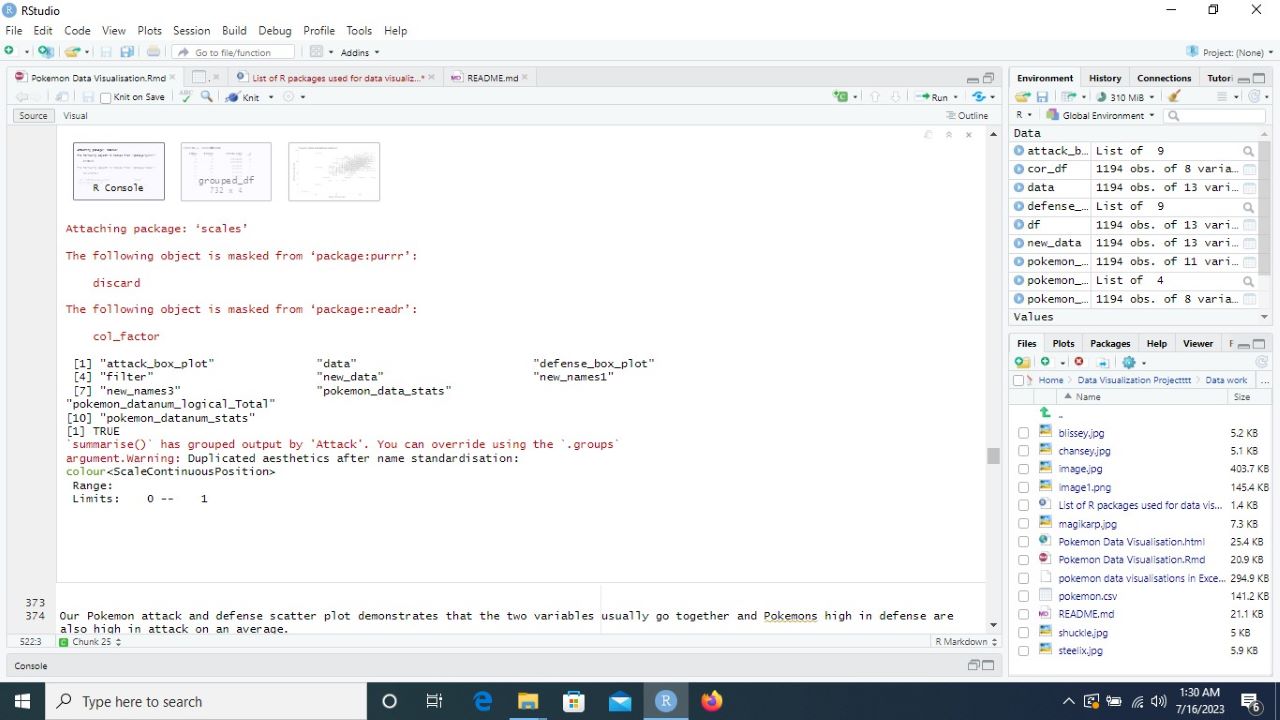 RStudio
File Edit Code View Plots Session Build Debug Profile Tools Help
Go to file/function Addins Project: (None)
Pokemon Data Visualisation.Rmd List of R packages used for data visualiz...* README.md
Knit on Save Knit Run
Source Visual Outline
R Console
grouped_df
732 x 4
Attaching package: ‘scales’
The following object is masked from ‘package:purrr’:
discard
The following object is masked from ‘package:readr’:
col_factor
[1] "attack_box_plot" "data" "defense_box_plot"
[4] "filter" "new_data" "new_names1"
[7] "new_names3" "pokemon_data_stats"
"pokemon_datanum_logical_Total"
[10] "pokemon_datanum_stats"
[1] TRUE
`summarise()` has grouped output by 'Attack'. You can override using the `.groups`
argument.Warning: Duplicated aesthetics after name standardisation:
colour<ScaleContinuousPosition>
Range:
Limits: 0 -- 1
373
374 Our Pokemon attack and defense scatter plot demonstrates that the two variables usually go together and Pokemons high in defense are
also high in attack on an average.
522:3 Chunk 25 R Markdown
Console
Environment History Connections Tutori
310 MiB
R Global Environment
Data
attack_b... List of 9
cor_df 1194 obs. of 8 varia...
data 1194 obs. of 13 vari...
defense_... List of 9
df 1194 obs. of 13 vari...
new_data 1194 obs. of 13 vari...
pokemon_... 1194 obs. of 11 vari...
pokemon_... List of 4
pokemon_... 1194 obs. of 8 varia...
Values
Files Plots Packages Help Viewer
Home Data Visualization Projectttt Data work ...
Name Size
..
blissey.jpg 5.2 KB
chansey.jpg 5.1 KB
image.jpg 403.7 KB
image1.png 145.4 KB
List of R packages used for data vis... 1.4 KB
magikarp.jpg 7.3 KB
Pokemon Data Visualisation.html 25.4 KB
Pokemon Data Visualisation.Rmd 20.9 KB
pokemon data visualisations in Exce... 294.9 KB
pokemon.csv 141.2 KB
README.md 21.1 KB
shuckle.jpg 5 KB
steelix.jpg 5.9 KB
Type here to search
1:30 AM
7/16/2023
6